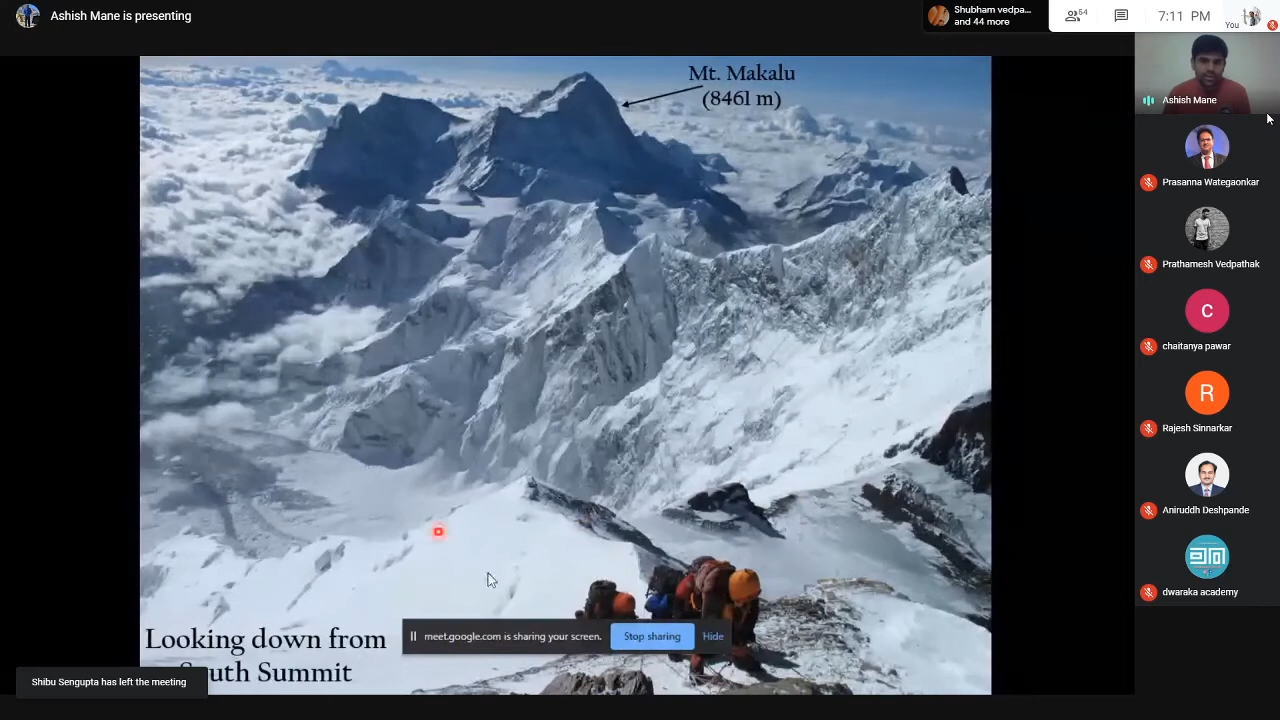 Ashish Mane is presenting
Shubham vedpa...
and 44 more
54
7:11 PM
You
Mt. Makalu
(8461 m)
Ashish Mane
Prasanna Wategaonkar
Prathamesh Vedpathak
C
chaitanya pawar
R
Rajesh Sinnarkar
Aniruddh Deshpande
dwaraka academy
meet.google.com is sharing your screen.
Stop sharing
Hide
Looking down from
South Summit
Shibu Sengupta has left the meeting